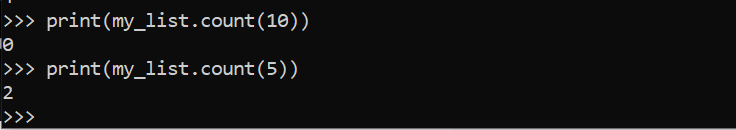 >>> print(my_list.count(10))
0
>>> print(my_list.count(5))
2
>>>